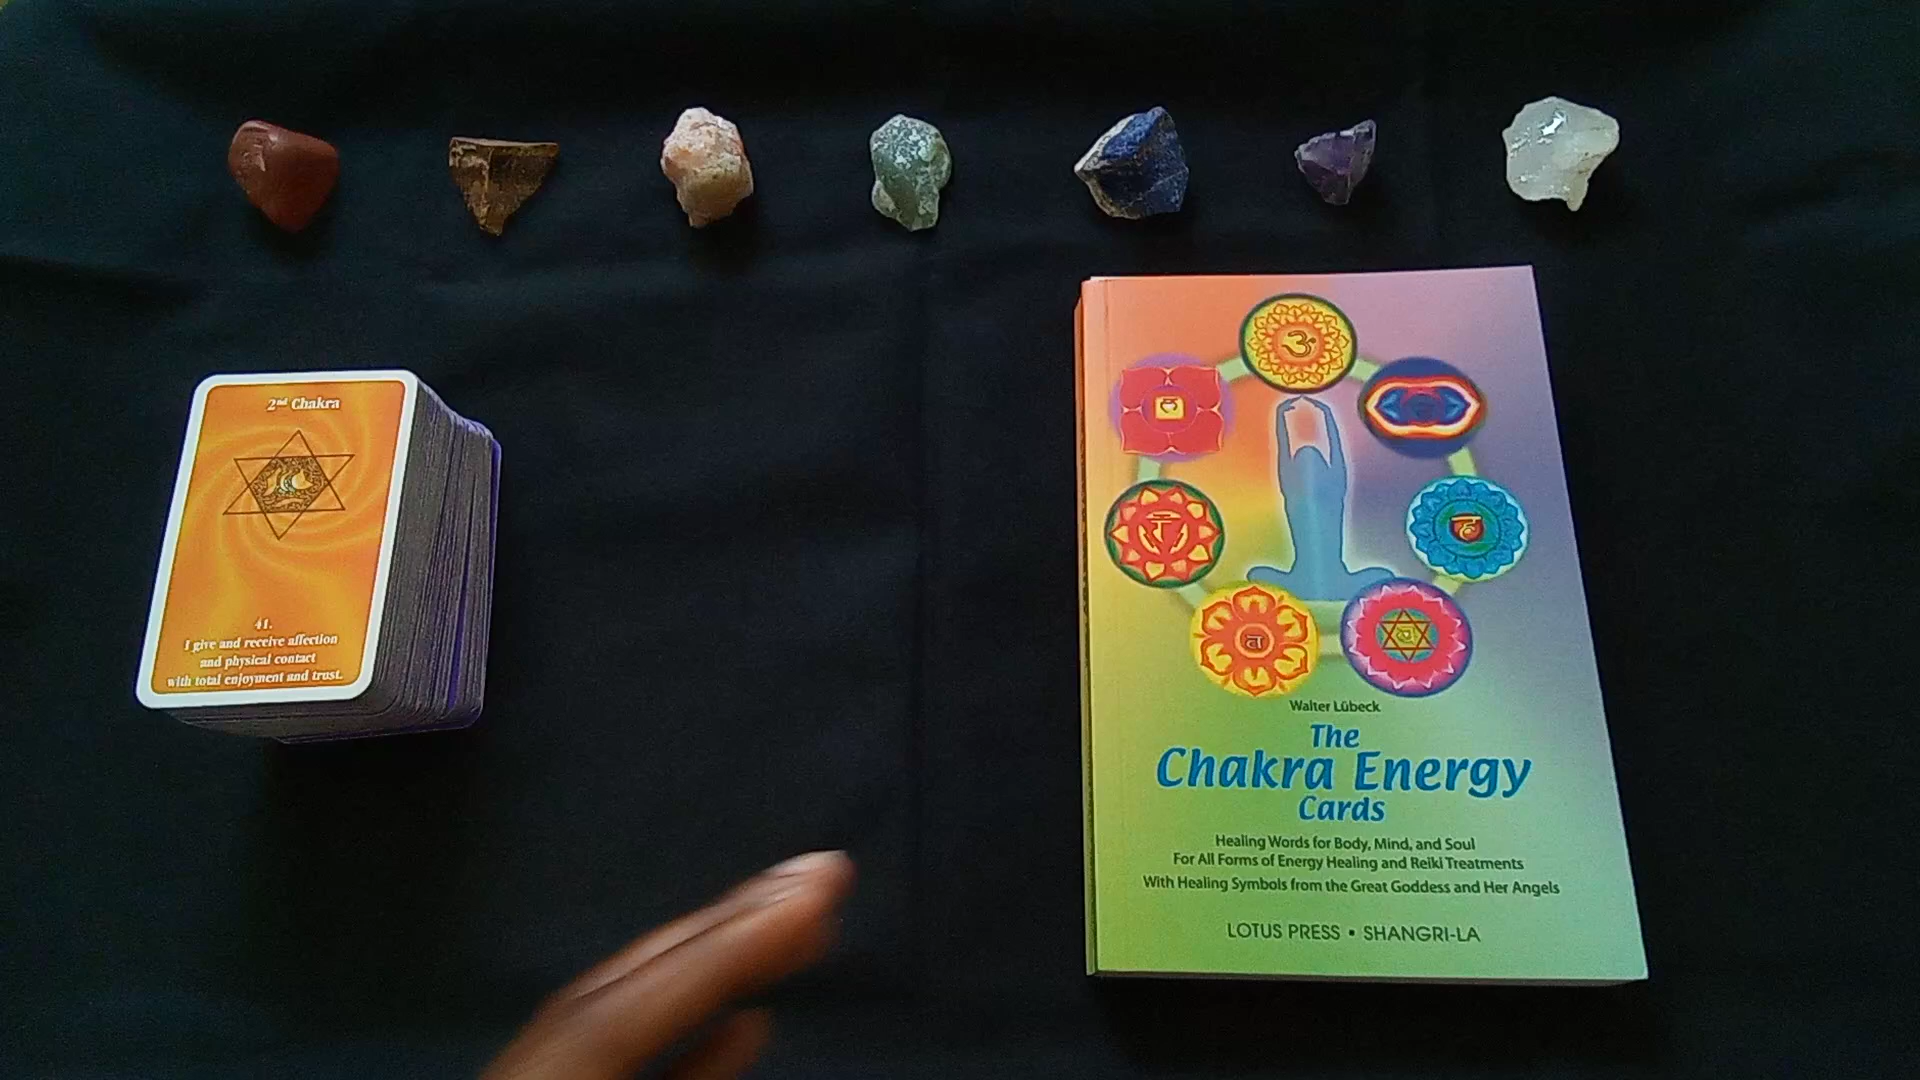 2nd Chakra
41.
I give and receive affection
and physical contact
with total enjoyment and trust.
Walter Lübeck
The
Chakra Energy
Cards
Healing Words for Body, Mind, and Soul
For All Forms of Energy Healing and Reiki Treatments
With Healing Symbols from the Great Goddess and Her Angels
LOTUS PRESS • SHANGRI-LA